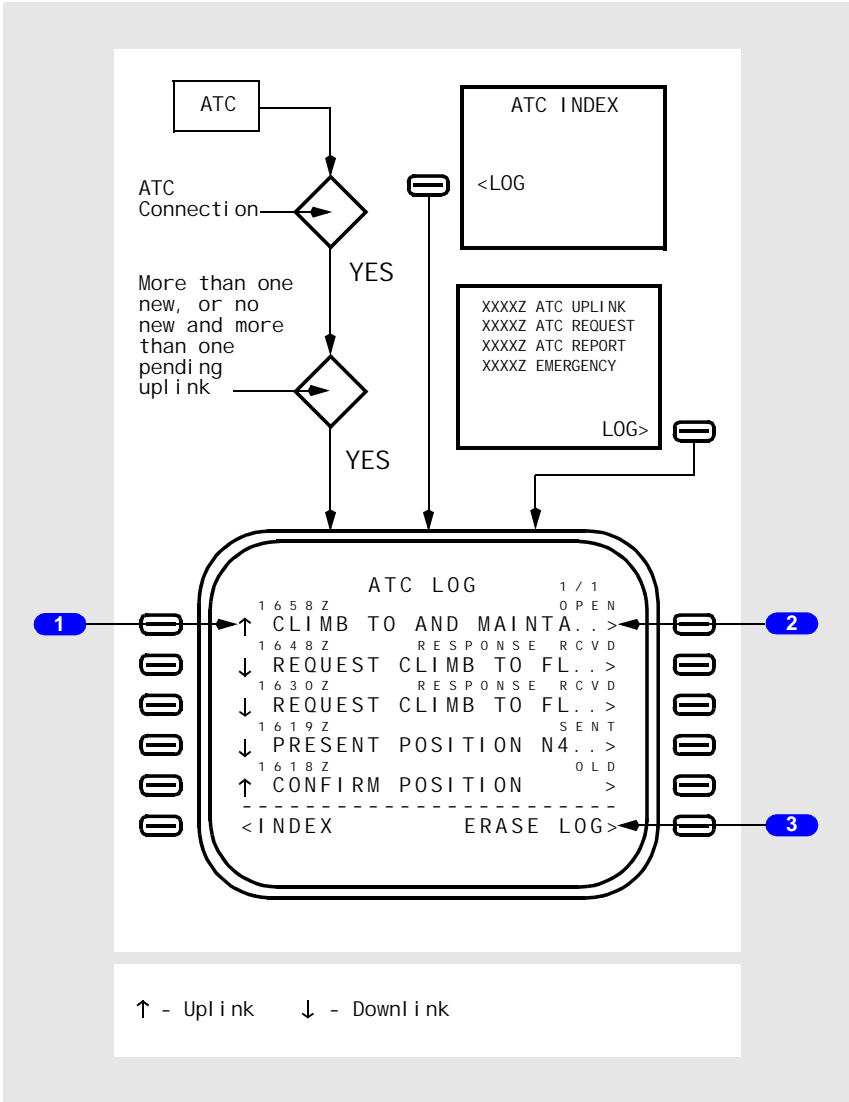 ATC
ATC INDEX
<LOG
ATC
Connection
YES
More than one
new, or no
new and more
than one
pending
uplink
YES
XXXXZ ATC UPLINK
XXXXZ ATC REQUEST
XXXXZ ATC REPORT
XXXXZ EMERGENCY
LOG>
ATC LOG 1/1
1658Z OPEN
↑ CLIMB TO AND MAINTA..>
1648Z RESPONSE RCVD
↓ REQUEST CLIMB TO FL..>
1630Z RESPONSE RCVD
↓ REQUEST CLIMB TO FL..>
1619Z SENT
↓ PRESENT POSITION N4..>
1618Z OLD
↑ CONFIRM POSITION >
------------------------
<INDEX ERASE LOG>
1
2
3
↑ - Uplink ↓ - Downlink